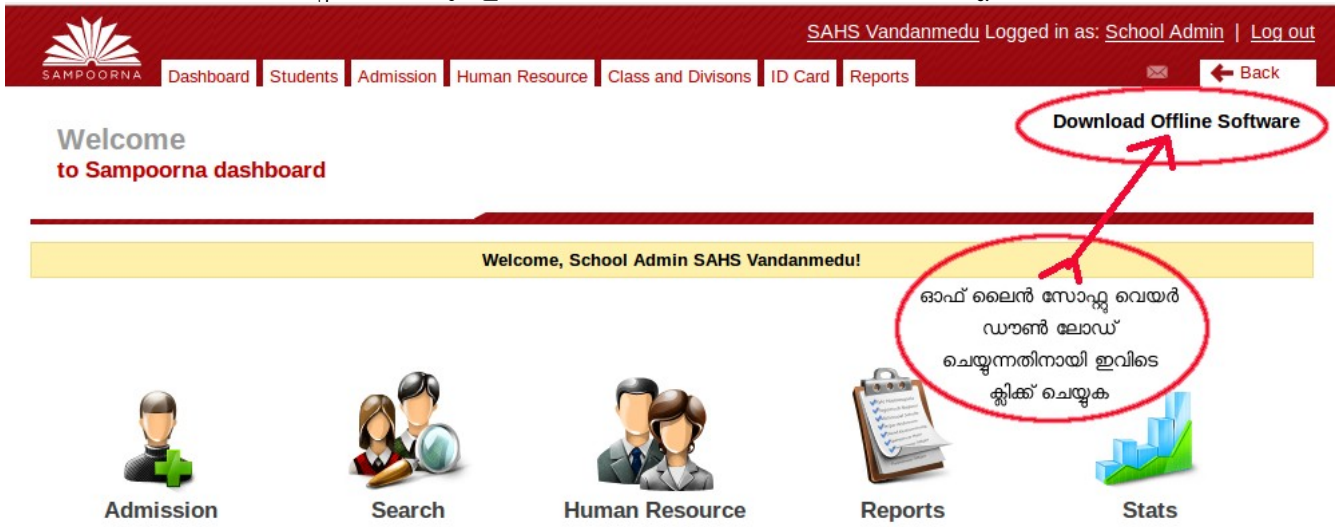 SAHS Vandanmedu Logged in as: School Admin | Log out
SAMPOORNA
Dashboard Students Admission Human Resource Class and Divisons ID Card Reports Back
Download Offline Software
Welcome
to Sampoorna dashboard
Welcome, School Admin SAHS Vandanmedu!
ഓഫ് ലൈൻ സോഫ്റ്റു വെയർ
ഡൗൺ ലോഡ്
ചെയ്യുന്നതിനായി ഇവിടെ
ക്ലിക്ക് ചെയ്യുക
Admission Search Human Resource Reports Stats